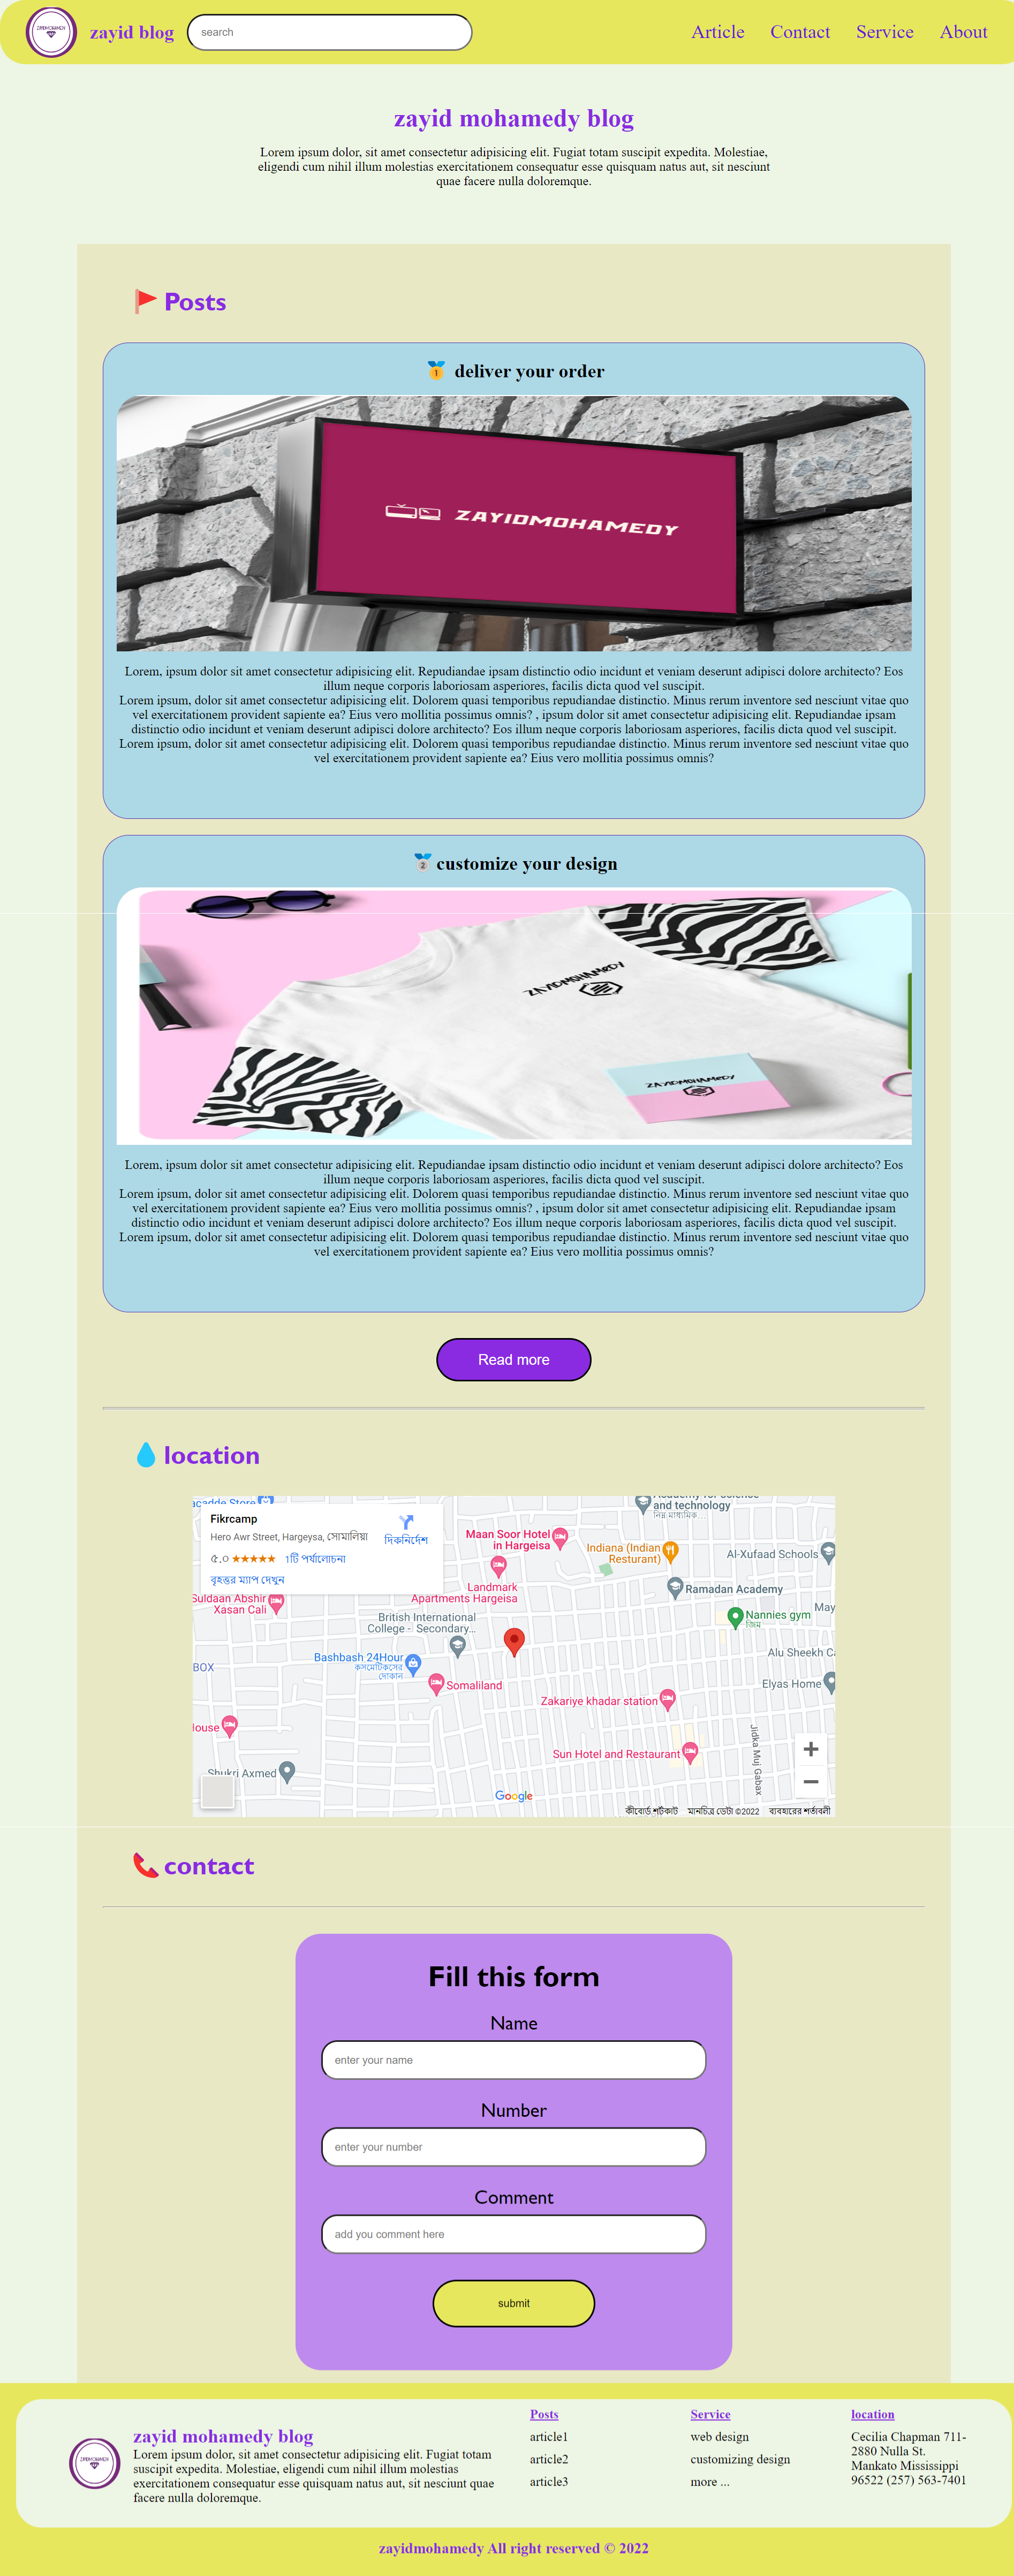 ZAYIDMOHAMEDY
zayid blog
search
Article Contact Service About
zayid mohamedy blog
Lorem ipsum dolor, sit amet consectetur adipisicing elit. Fugiat totam suscipit expedita. Molestiae,
eligendi cum nihil illum molestias exercitationem consequatur esse quisquam natus aut, sit nesciunt
quae facere nulla doloremque.
Posts
1 deliver your order
ZAYIDMOHAMEDY
Lorem, ipsum dolor sit amet consectetur adipisicing elit. Repudiandae ipsam distinctio odio incidunt et veniam deserunt adipisci dolore architecto? Eos
illum neque corporis laboriosam asperiores, facilis dicta quod vel suscipit.
Lorem ipsum, dolor sit amet consectetur adipisicing elit. Dolorem quasi temporibus repudiandae distinctio. Minus rerum inventore sed nesciunt vitae quo
vel exercitationem provident sapiente ea? Eius vero mollitia possimus omnis? , ipsum dolor sit amet consectetur adipisicing elit. Repudiandae ipsam
distinctio odio incidunt et veniam deserunt adipisci dolore architecto? Eos illum neque corporis laboriosam asperiores, facilis dicta quod vel suscipit.
Lorem ipsum, dolor sit amet consectetur adipisicing elit. Dolorem quasi temporibus repudiandae distinctio. Minus rerum inventore sed nesciunt vitae quo
vel exercitationem provident sapiente ea? Eius vero mollitia possimus omnis?
2 customize your design
ZAYIDMOHAMEDY
ZAYIDMOHAMEDY
Lorem, ipsum dolor sit amet consectetur adipisicing elit. Repudiandae ipsam distinctio odio incidunt et veniam deserunt adipisci dolore architecto? Eos
illum neque corporis laboriosam asperiores, facilis dicta quod vel suscipit.
Lorem ipsum, dolor sit amet consectetur adipisicing elit. Dolorem quasi temporibus repudiandae distinctio. Minus rerum inventore sed nesciunt vitae quo
vel exercitationem provident sapiente ea? Eius vero mollitia possimus omnis? , ipsum dolor sit amet consectetur adipisicing elit. Repudiandae ipsam
distinctio odio incidunt et veniam deserunt adipisci dolore architecto? Eos illum neque corporis laboriosam asperiores, facilis dicta quod vel suscipit.
Lorem ipsum, dolor sit amet consectetur adipisicing elit. Dolorem quasi temporibus repudiandae distinctio. Minus rerum inventore sed nesciunt vitae quo
vel exercitationem provident sapiente ea? Eius vero mollitia possimus omnis?
Read more
location
Fikrcamp
Hero Awr Street, Hargeysa, সোমালিয়া
৫.০ ★★★★★ ১টি পর্যালোচনা
বৃহত্তর ম্যাপ দেখুন
দিকনির্দেশ
Store
and technology
Maan Soor Hotel
in Hargeisa
Indiana (Indian
Resturant)
Al-Xufaad Schools
Landmark
Apartments Hargeisa
Ramadan Academy
Suldaan Abshir
Xasan Cali
British International
College - Secondary...
Nannies gym
জিম
May
Alu Sheekh Ca
BOX
Bashbash 24Hour
কসমেটিকসের
দোকান
Somaliland
Elyas Home
Zakariye khadar station
House
Sun Hotel and Restaurant
Jidka Muj Gabax
Shukri Axmed
Google
কীবোর্ড শর্টকাট মানচিত্র ডেটা ©2022 ব্যবহারের শর্তাবলী
contact
Fill this form
Name
enter your name
Number
enter your number
Comment
add you comment here
submit
ZAYIDMOHAMEDY
zayid mohamedy blog
Lorem ipsum dolor, sit amet consectetur adipisicing elit. Fugiat totam
suscipit expedita. Molestiae, eligendi cum nihil illum molestias
exercitationem consequatur esse quisquam natus aut, sit nesciunt quae
facere nulla doloremque.
Posts
article1
article2
article3
Service
web design
customizing design
more ...
location
Cecilia Chapman 711-
2880 Nulla St.
Mankato Mississippi
96522 (257) 563-7401
zayidmohamedy All right reserved © 2022